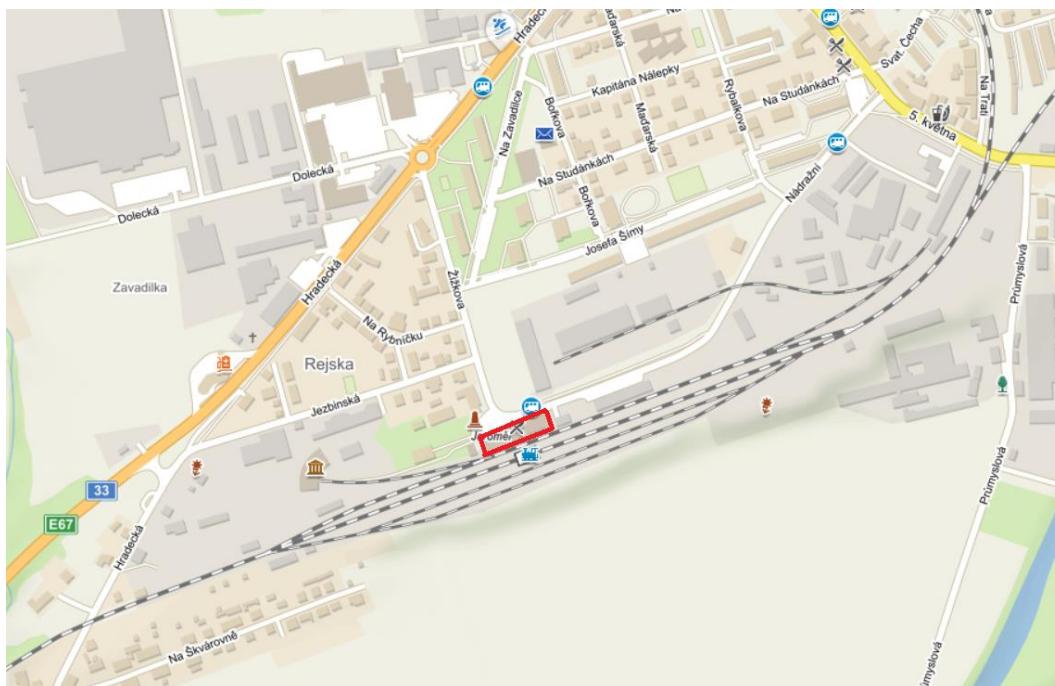 Hradecká
Maďarská
Kapitána Nálepky
Svat. Čecha
Na Trati
Na Zavadilce
Bořkova
Maďarská
Rybalkova
Na Studánkách
5. května
Dolecká
Na Studánkách
Nádražní
Dolecká
Bořkova
Josefa Šímy
Hradecká
Žižkova
Průmyslová
Zavadilka
Na Rybníčku
Rejska
Jezbinská
33
Průmyslová
E67
Hradecká
Na Škvárovně
růmyslová